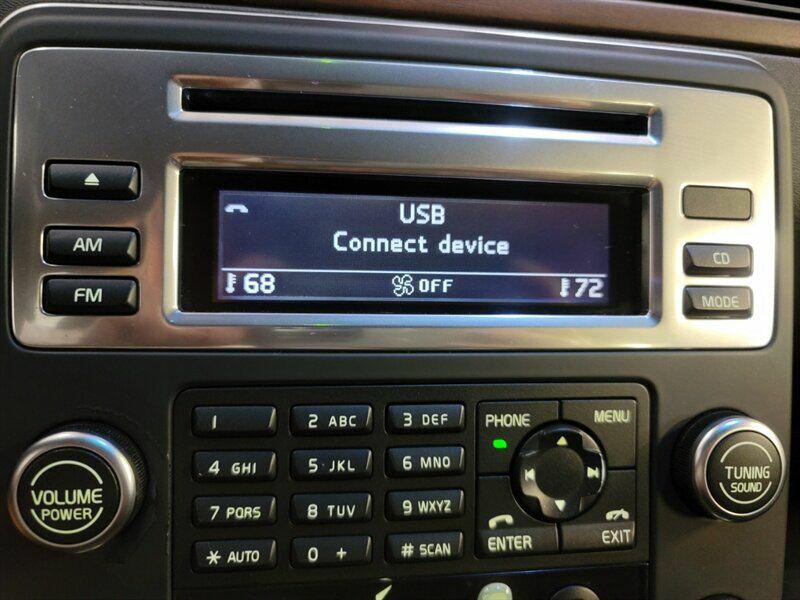 USB
Connect device
68
OFF
72
AM
FM
CD
MODE
1
2 ABC
3 DEF
4 GHI
5 JKL
6 MNO
7 PQRS
8 TUV
9 WXYZ
* AUTO
0 +
# SCAN
PHONE
MENU
ENTER
EXIT
VOLUME
POWER
TUNING
SOUND